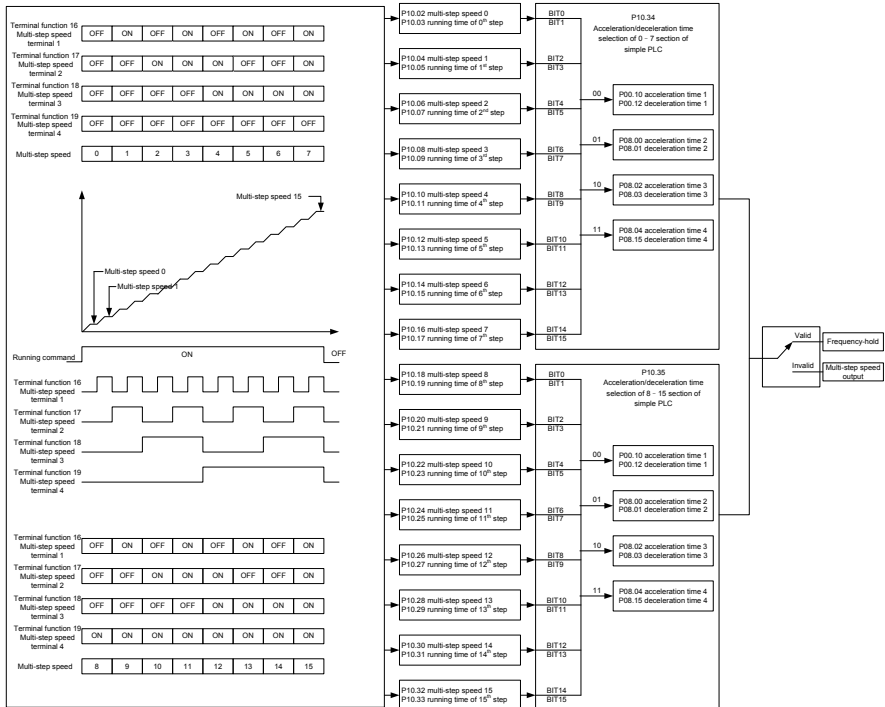 Terminal function 16
Multi-step speed
terminal 1
OFF ON OFF ON OFF ON OFF ON
Terminal function 17
Multi-step speed
terminal 2
OFF OFF ON ON OFF OFF ON ON
Terminal function 18
Multi-step speed
terminal 3
OFF OFF OFF OFF ON ON ON ON
Terminal function 19
Multi-step speed
terminal 4
OFF OFF OFF OFF OFF OFF OFF OFF
Multi-step speed
0 1 2 3 4 5 6 7
Multi-step speed 15
Multi-step speed 0
Multi-step speed 1
Running command
ON
OFF
Terminal function 16
Multi-step speed
terminal 1
Terminal function 17
Multi-step speed
terminal 2
Terminal function 18
Multi-step speed
terminal 3
Terminal function 19
Multi-step speed
terminal 4
Terminal function 16
Multi-step speed
terminal 1
OFF ON OFF ON OFF ON OFF ON
Terminal function 17
Multi-step speed
terminal 2
OFF OFF ON ON OFF OFF ON ON
Terminal function 18
Multi-step speed
terminal 3
OFF OFF OFF OFF ON ON ON ON
Terminal function 19
Multi-step speed
terminal 4
ON ON ON ON ON ON ON ON
Multi-step speed
8 9 10 11 12 13 14 15
P10.02 multi-step speed 0
P10.03 running time of 0th step
P10.04 multi-step speed 1
P10.05 running time of 1st step
P10.06 multi-step speed 2
P10.07 running time of 2nd step
P10.08 multi-step speed 3
P10.09 running time of 3rd step
P10.10 multi-step speed 4
P10.11 running time of 4th step
P10.12 multi-step speed 5
P10.13 running time of 5th step
P10.14 multi-step speed 6
P10.15 running time of 6th step
P10.16 multi-step speed 7
P10.17 running time of 7th step
P10.18 multi-step speed 8
P10.19 running time of 8th step
P10.20 multi-step speed 9
P10.21 running time of 9th step
P10.22 multi-step speed 10
P10.23 running time of 10th step
P10.24 multi-step speed 11
P10.25 running time of 11th step
P10.26 multi-step speed 12
P10.27 running time of 12th step
P10.28 multi-step speed 13
P10.29 running time of 13th step
P10.30 multi-step speed 14
P10.31 running time of 14th step
P10.32 multi-step speed 15
P10.33 running time of 15th step
BIT0
BIT1
BIT2
BIT3
BIT4
BIT5
BIT6
BIT7
BIT8
BIT9
BIT10
BIT11
BIT12
BIT13
BIT14
BIT15
P10.34
Acceleration/deceleration time
selection of 0 - 7 section of
simple PLC
00
P00.10 acceleration time 1
P00.12 deceleration time 1
01
P08.00 acceleration time 2
P08.01 deceleration time 2
10
P08.02 acceleration time 3
P08.03 deceleration time 3
11
P08.04 acceleration time 4
P08.15 deceleration time 4
BIT0
BIT1
BIT2
BIT3
BIT4
BIT5
BIT6
BIT7
BIT8
BIT9
BIT10
BIT11
BIT12
BIT13
BIT14
BIT15
P10.35
Acceleration/deceleration time
selection of 8 - 15 section of
simple PLC
00
P00.10 acceleration time 1
P00.12 deceleration time 1
01
P08.00 acceleration time 2
P08.01 deceleration time 2
10
P08.02 acceleration time 3
P08.03 deceleration time 3
11
P08.04 acceleration time 4
P08.15 deceleration time 4
Valid
Frequency-hold
Invalid
Multi-step speed
output